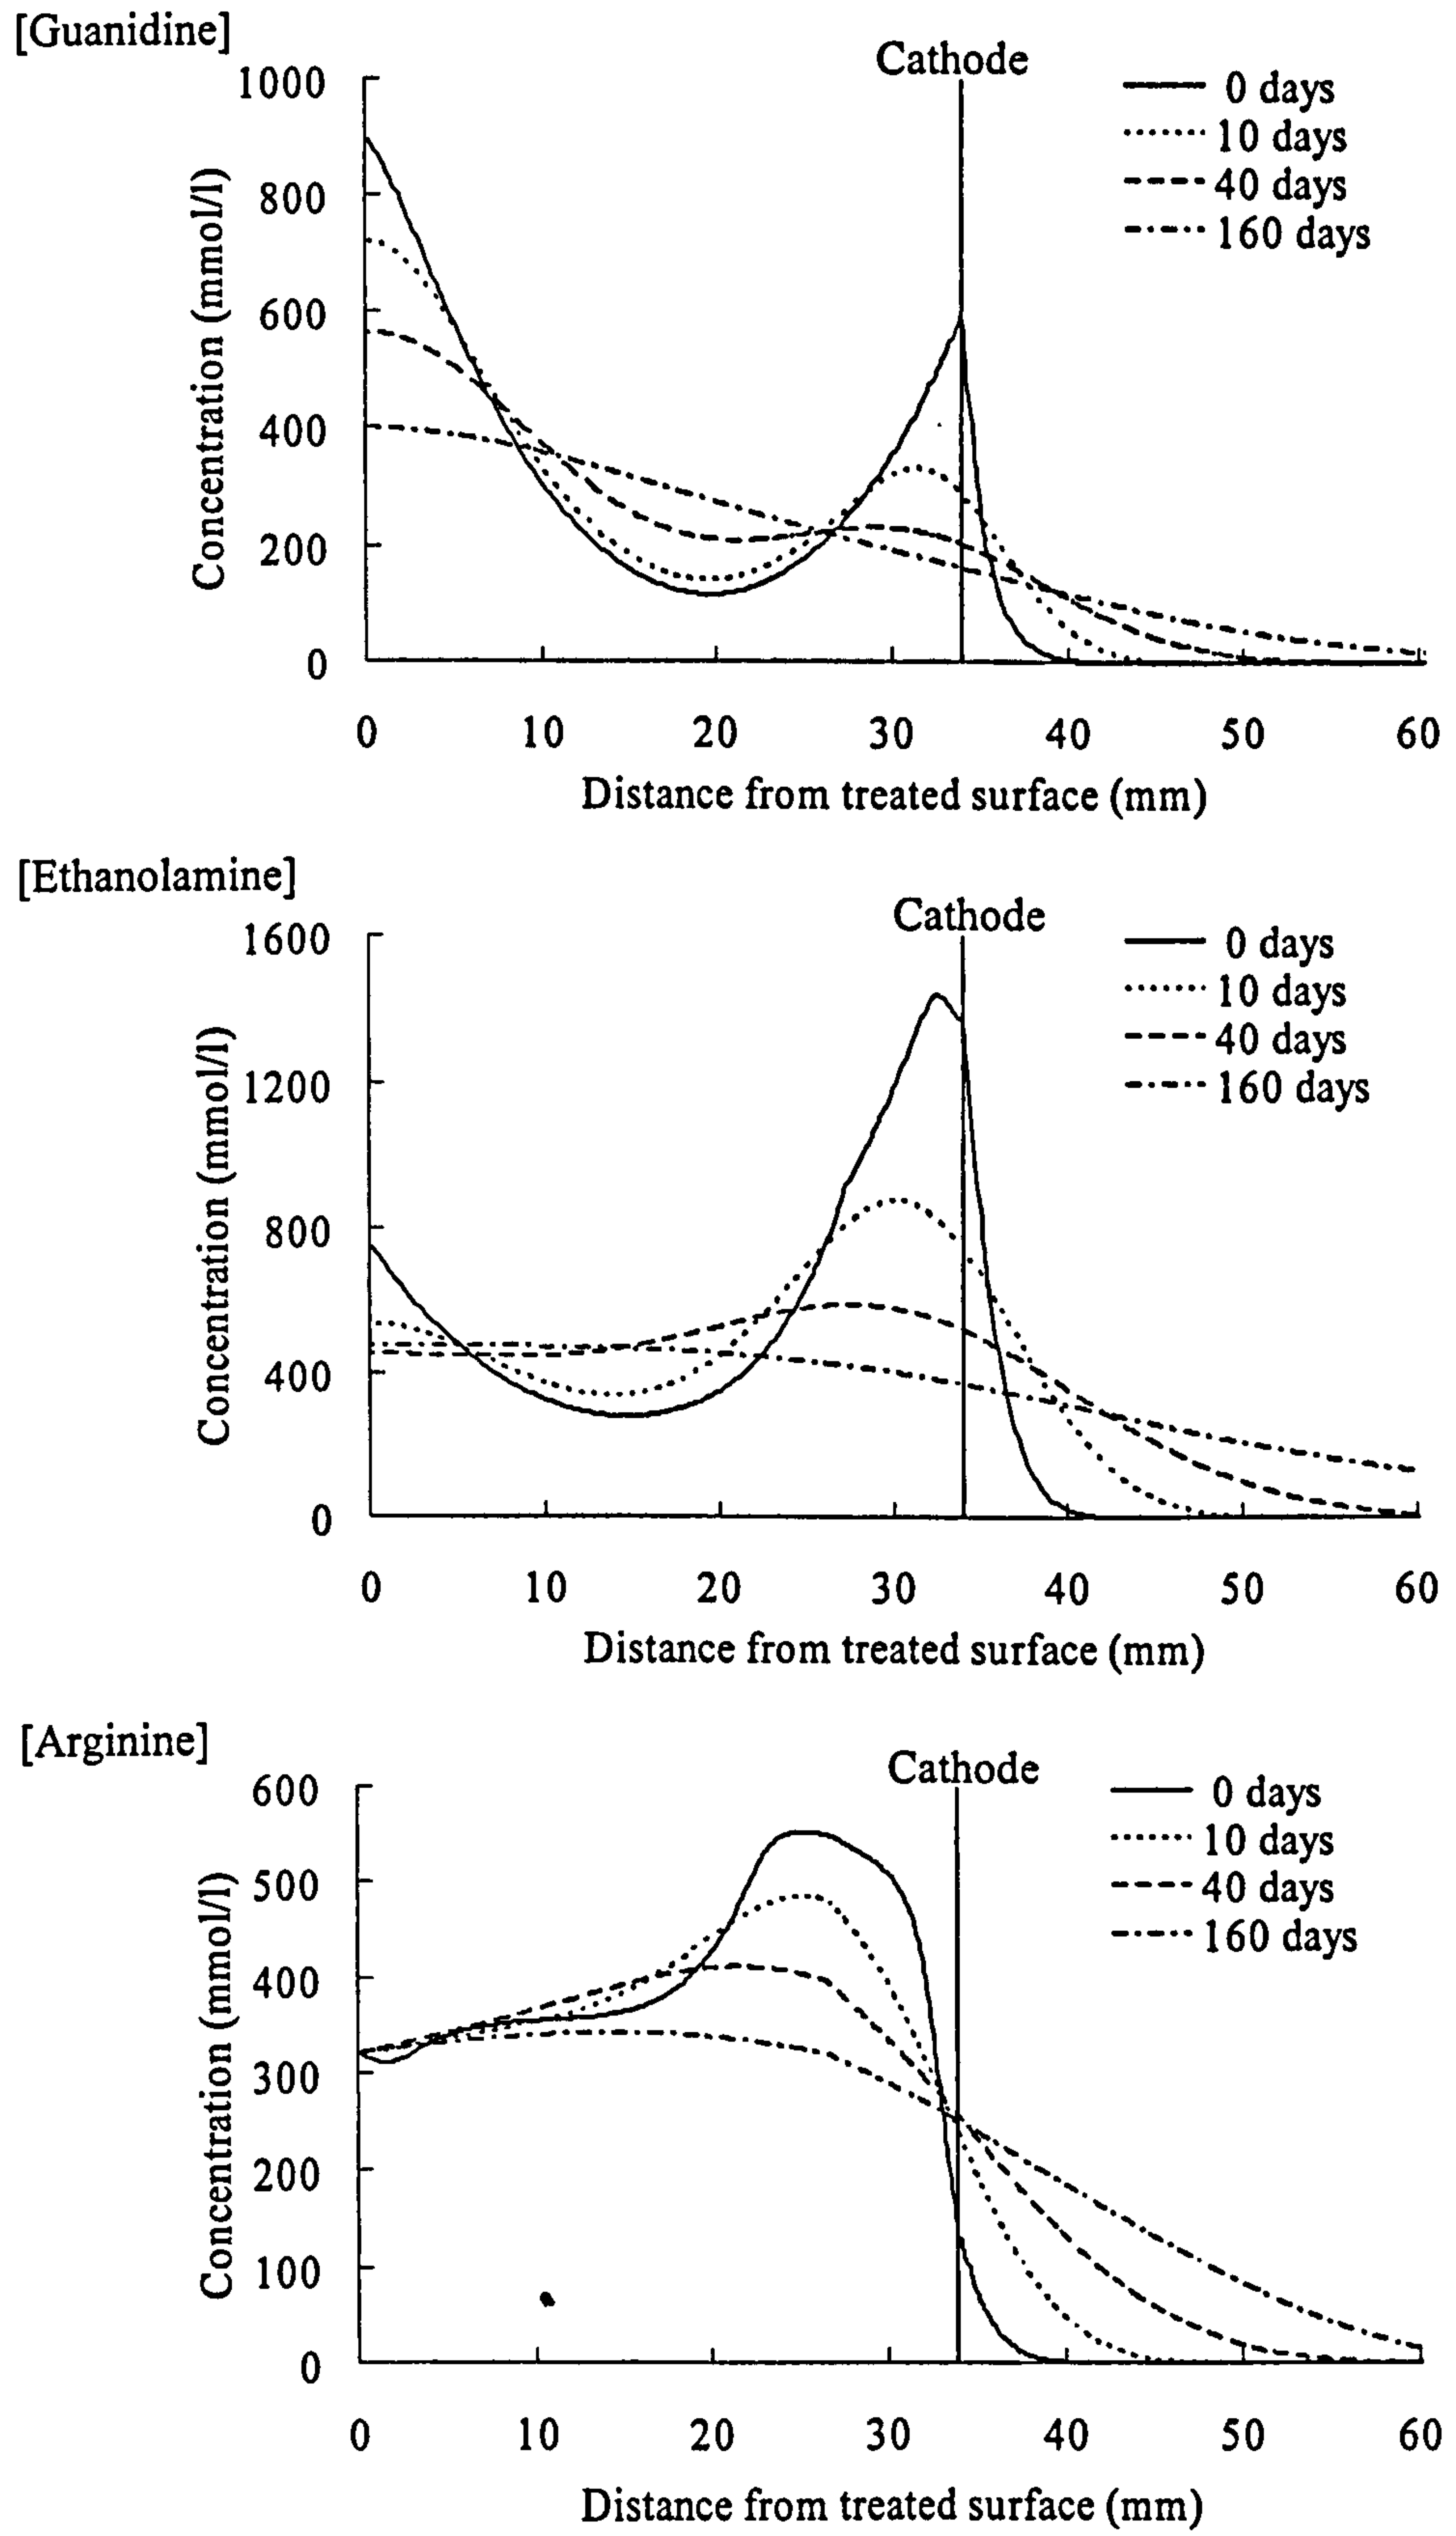 [Guanidine]
Cathode
1000
800
600
400
200
0
Concentration (mmol/l)
0 days
10 days
40 days
160 days
0 10 20 30 40 50 60
Distance from treated surface (mm)
[Ethanolamine]
Cathode
1600
1200
800
400
0
Concentration (mmol/l)
0 days
10 days
40 days
160 days
0 10 20 30 40 50 60
Distance from treated surface (mm)
[Arginine]
Cathode
600
500
400
300
200
100
0
Concentration (mmol/l)
0 days
10 days
40 days
160 days
0 10 20 30 40 50 60
Distance from treated surface (mm)